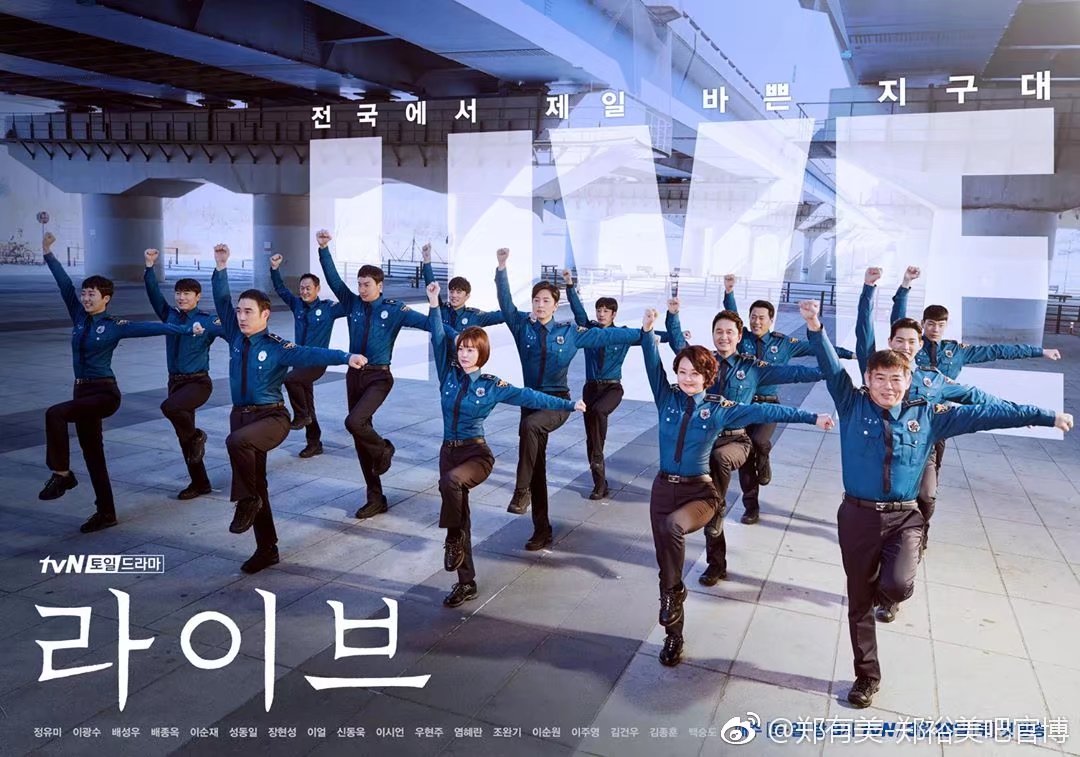 전국에서 제일 바쁜 지구대
LIVE
tvN 토일드라마
라이브
정유미 이광수 배성우 배종옥 이순재 성동일 장현성 이얼 신동욱 이시언 우현주 염혜란 조완기 이순원 이주영 김건우 김종훈 백승도
@郑有美-郑裕美吧官博